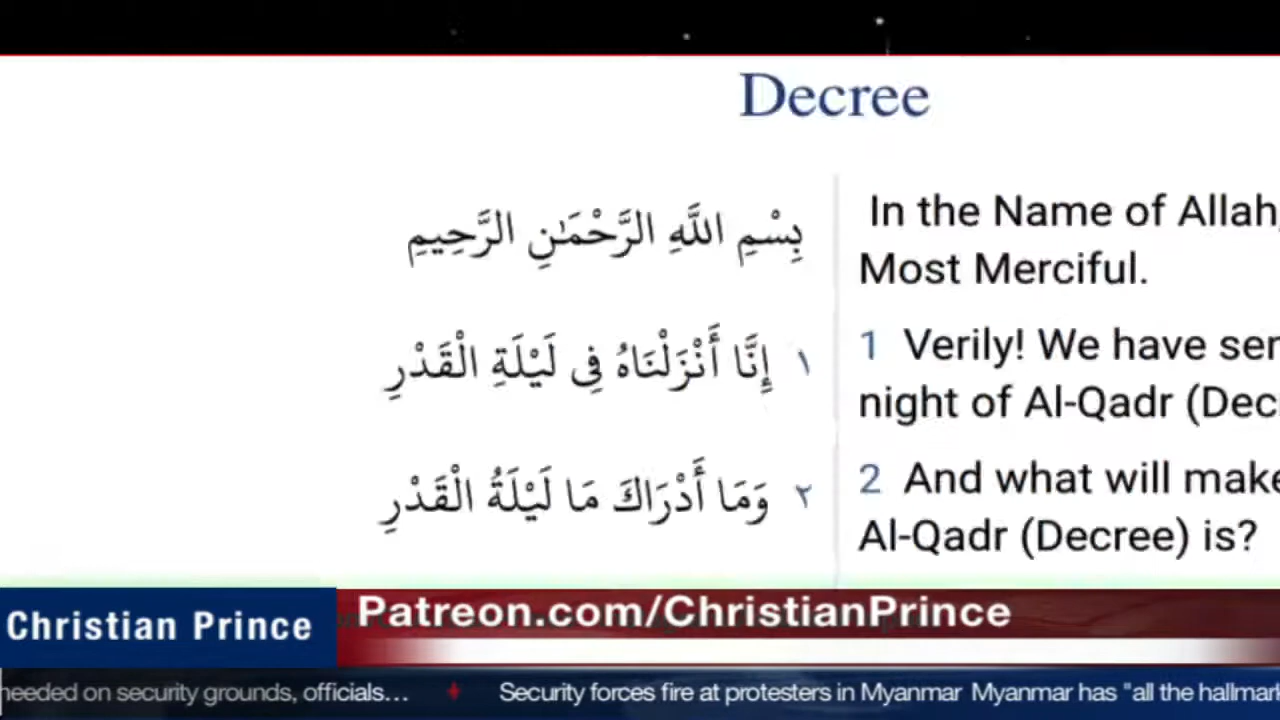 Decree
بِسْمِ اللَّهِ الرَّحْمَـٰنِ الرَّحِيمِ
In the Name of Allah,
Most Merciful.
١ إِنَّا أَنْزَلْنَاهُ فِى لَيْلَةِ الْقَدْرِ
1 Verily! We have sen
night of Al-Qadr (Decr
٢ وَمَا أَدْرَاكَ مَا لَيْلَةُ الْقَدْرِ
2 And what will make
Al-Qadr (Decree) is?
Christian Prince
Patreon.com/ChristianPrince
needed on security grounds, officials... Security forces fire at protesters in Myanmar Myanmar has "all the hallmark